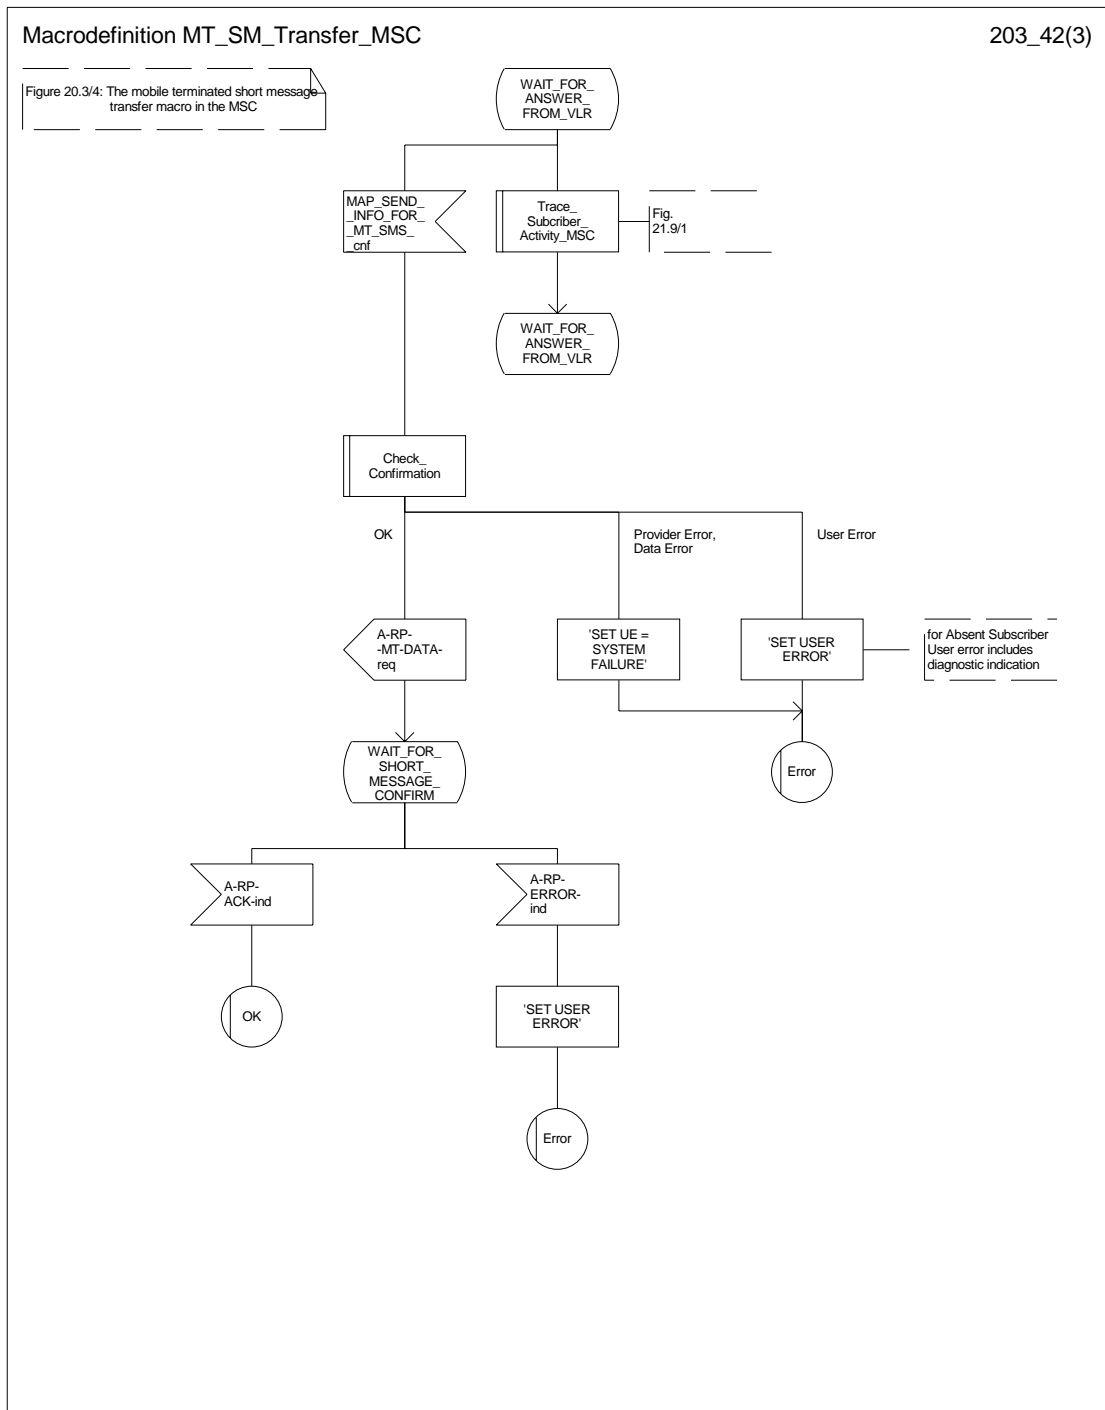 Macrodefinition MT_SM_Transfer_MSC
203_42(3)
Figure 20.3/4: The mobile terminated short message
transfer macro in the MSC
WAIT_FOR_
ANSWER_
FROM_VLR
MAP_SEND_
_INFO_FOR_
_MT_SMS_
_cnf
Trace_
Subcriber_
Activity_MSC
Fig.
21.9/1
WAIT_FOR_
ANSWER_
FROM_VLR
Check_
Confirmation
OK
Provider Error,
Data Error
User Error
A-RP-
-MT-DATA-
req
'SET UE =
SYSTEM
FAILURE'
'SET USER
ERROR'
for Absent Subscriber
User error includes
diagnostic indication
WAIT_FOR_
SHORT_
MESSAGE_
CONFIRM
Error
A-RP-
ACK-ind
A-RP-
ERROR-
ind
OK
'SET USER
ERROR'
Error